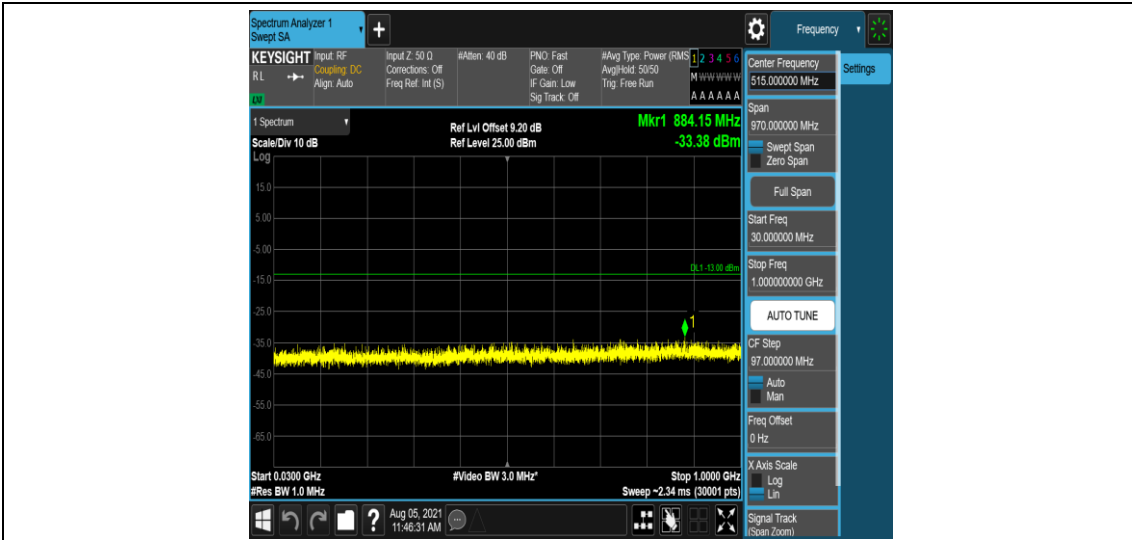 Spectrum Analyzer 1
Swept SA
+
Frequency
KEYSIGHT
RL
LXI
Input: RF
Coupling: DC
Align: Auto
Input Z: 50 Ω
Corrections: Off
Freq Ref: Int (S)
#Atten: 40 dB
PNO: Fast
Gate: Off
IF Gain: Low
Sig Track: Off
#Avg Type: Power (RMS
Avg|Hold: 50/50
Trig: Free Run
1 2 3 4 5 6
M W W W W W
A A A A A A
1 Spectrum
Scale/Div 10 dB
Ref Lvl Offset 9.20 dB
Ref Level 25.00 dBm
Mkr1 884.15 MHz
-33.38 dBm
Log
15.0
5.00
-5.00
DL1 -13.00 dBm
-15.0
-25.0
1
-35.0
-45.0
-55.0
-65.0
Start 0.0300 GHz
#Res BW 1.0 MHz
#Video BW 3.0 MHz*
Stop 1.0000 GHz
Sweep ~2.34 ms (30001 pts)
Center Frequency
515.000000 MHz
Settings
Span
970.000000 MHz
Swept Span
Zero Span
Full Span
Start Freq
30.000000 MHz
Stop Freq
1.000000000 GHz
AUTO TUNE
CF Step
97.000000 MHz
Auto
Man
Freq Offset
0 Hz
X Axis Scale
Log
Lin
Signal Track
(Span Zoom)
?
Aug 05, 2021
11:46:31 AM